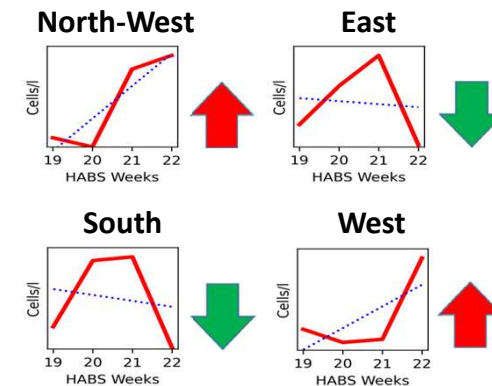 North-West
Cells/l
19 20 21 22
HABS Weeks
East
Cells/l
19 20 21 22
HABS Weeks
South
Cells/l
19 20 21 22
HABS Weeks
West
Cells/l
19 20 21 22
HABS Weeks